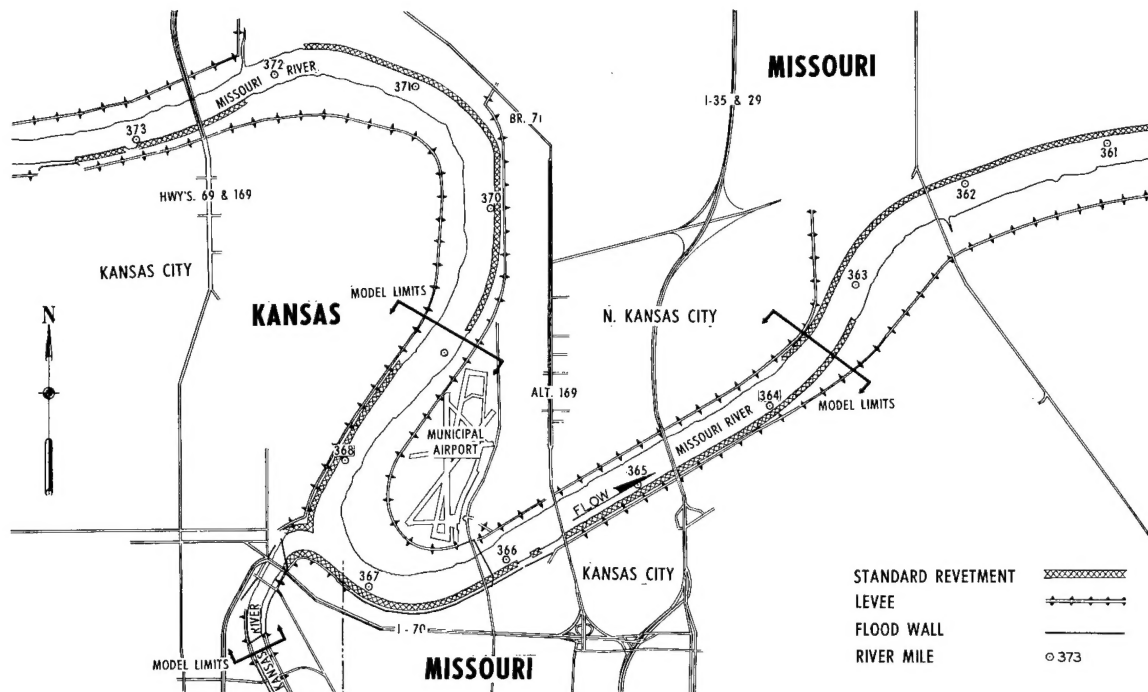 MISSOURI
372
MISSOURI RIVER
371
373
I-35 & 29
BR. 71
361
362
HWY'S. 69 & 169
370
KANSAS CITY
363
MODEL LIMITS
KANSAS
N. KANSAS CITY
N
ALT. 169
364
MODEL LIMITS
MISSOURI RIVER
MUNICIPAL
AIRPORT
368
365
FLOW
366
367
KANSAS CITY
STANDARD REVETMENT
LEVEE
FLOOD WALL
RIVER MILE
373
I - 70
KANSAS RIVER
MODEL LIMITS
MISSOURI